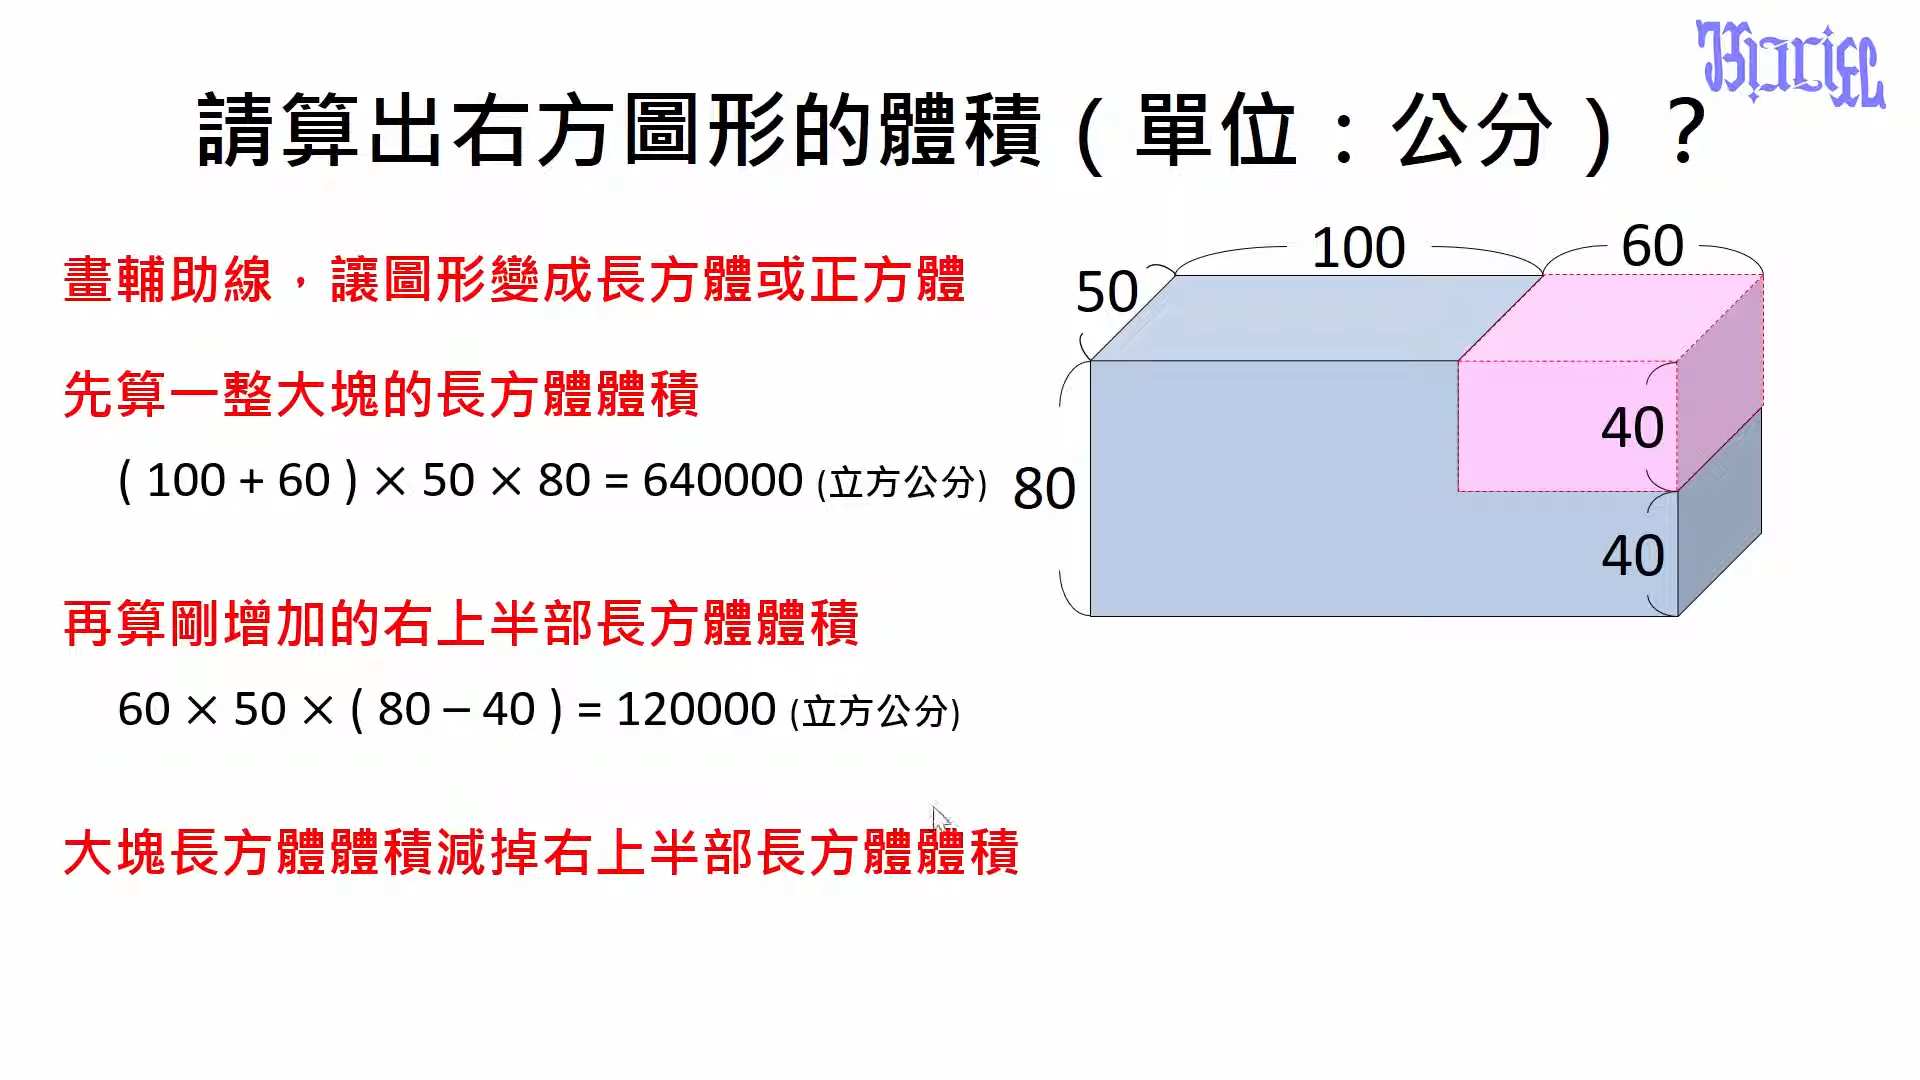 請算出右方圖形的體積（單位：公分）？
畫輔助線，讓圖形變成長方體或正方體
先算一整大塊的長方體體積
( 100 + 60 ) × 50 × 80 = 640000 (立方公分)
再算剛增加的右上半部長方體體積
60 × 50 × ( 80 – 40 ) = 120000 (立方公分)
大塊長方體體積減掉右上半部長方體體積
100
60
50
40
80
40